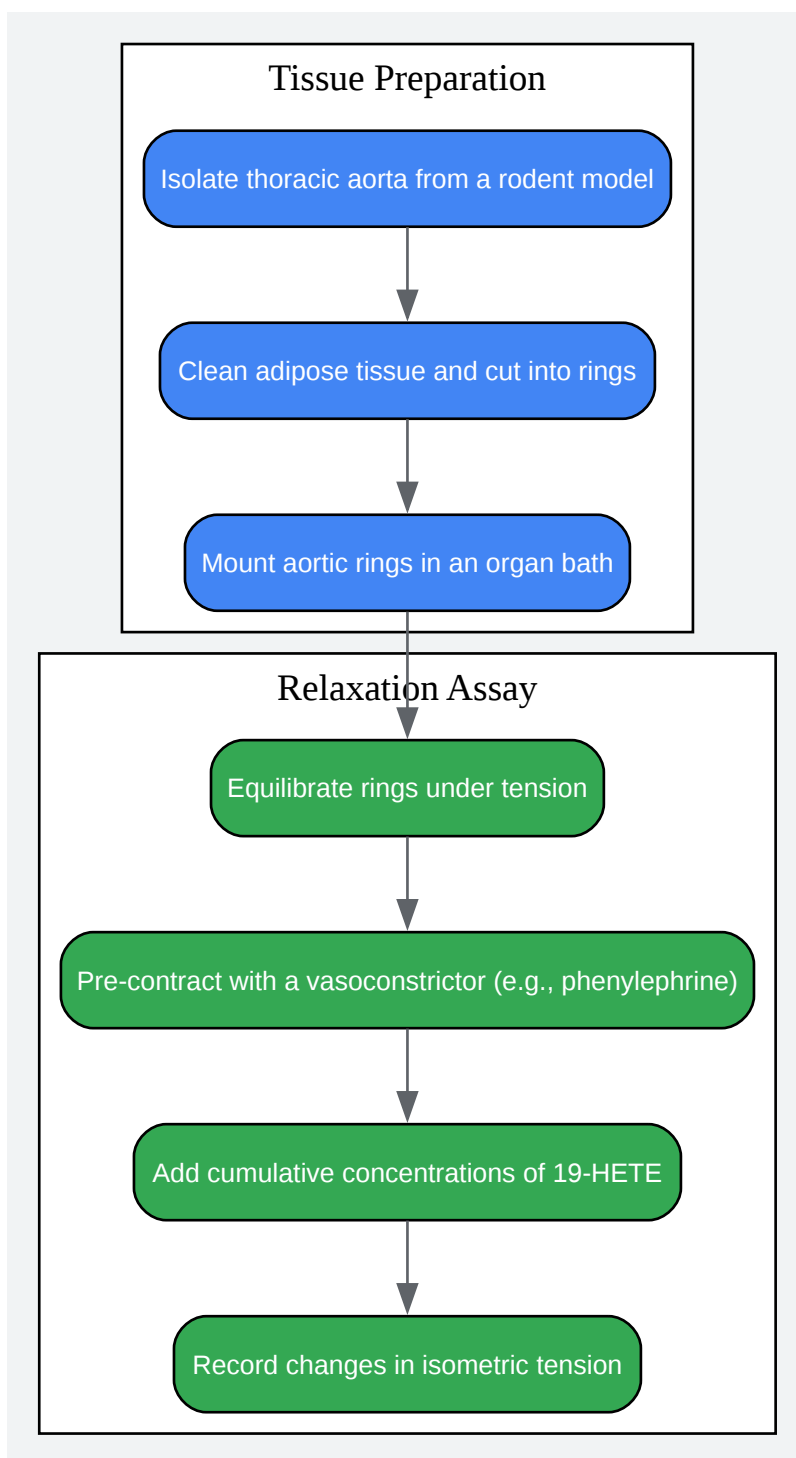 Tissue Preparation
Isolate thoracic aorta from a rodent model
Clean adipose tissue and cut into rings
Mount aortic rings in an organ bath
Relaxation Assay
Equilibrate rings under tension
Pre-contract with a vasoconstrictor (e.g., phenylephrine)
Add cumulative concentrations of 19-HETE
Record changes in isometric tension